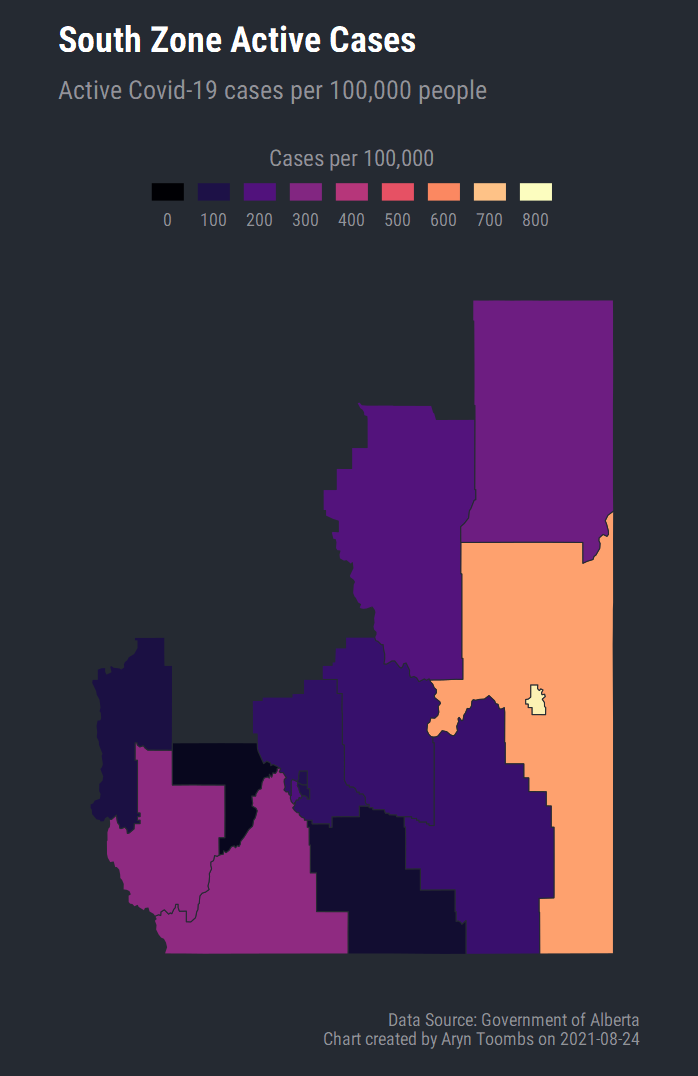 South Zone Active Cases
Active Covid-19 cases per 100,000 people
Cases per 100,000
0 100 200 300 400 500 600 700 800
Data Source: Government of Alberta
Chart created by Aryn Toombs on 2021-08-24